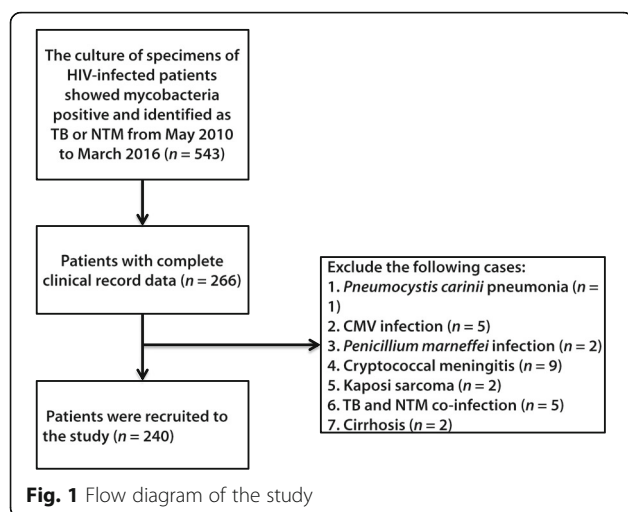 The culture of specimens of
HIV-infected patients
showed mycobacteria
positive and identified as
TB or NTM from May 2010
to March 2016 (n = 543)
Patients with complete
clinical record data (n = 266)
Exclude the following cases:
1. Pneumocystis carinii pneumonia (n =
1)
2. CMV infection (n = 5)
3. Penicillium marneffei infection (n = 2)
4. Cryptococcal meningitis (n = 9)
5. Kaposi sarcoma (n = 2)
6. TB and NTM co-infection (n = 5)
7. Cirrhosis (n = 2)
Patients were recruited to
the study (n = 240)
Fig. 1 Flow diagram of the study